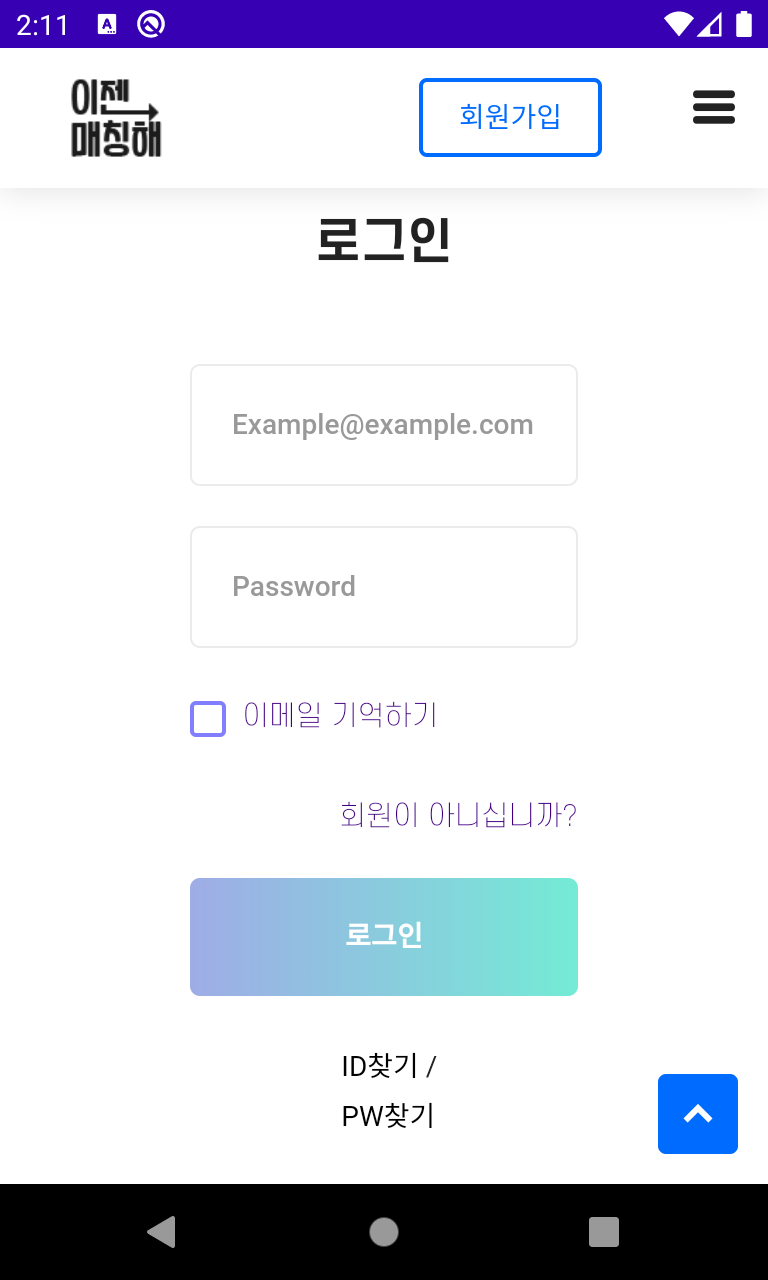 2:11
이젠
매칭해
회원가입
로그인
Example@example.com
Password
이메일 기억하기
회원이 아니십니까?
로그인
ID찾기 /
PW찾기